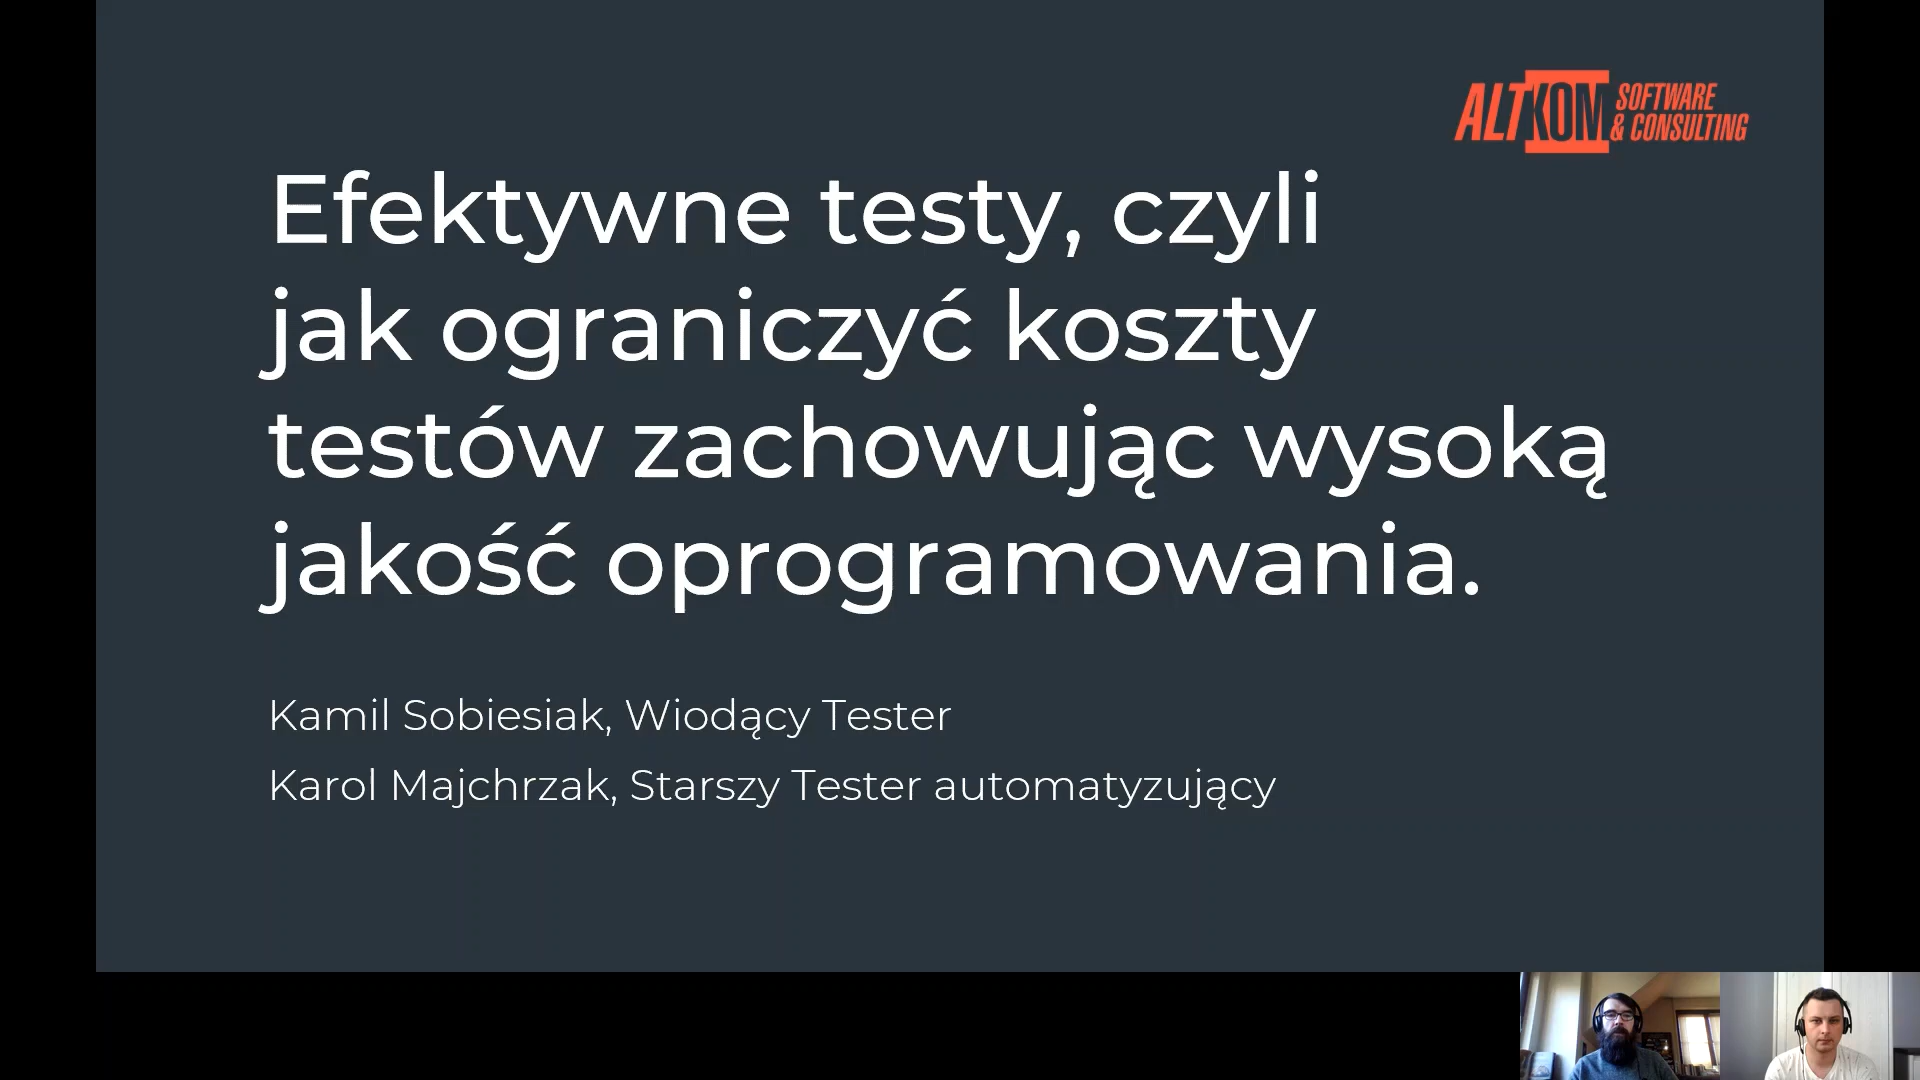 ALTKOM SOFTWARE
& CONSULTING
Efektywne testy, czyli
jak ograniczyć koszty
testów zachowując wysoką
jakość oprogramowania.
Kamil Sobiesiak, Wiodący Tester
Karol Majchrzak, Starszy Tester automatyzujący